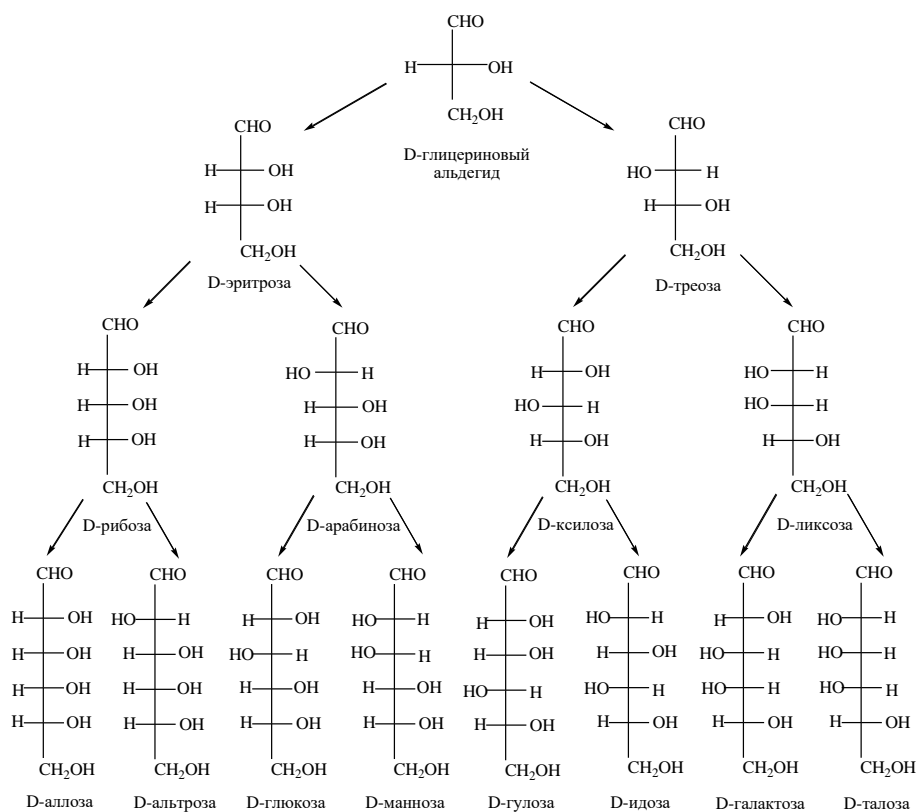 CHO
H OH
CH2OH
D-глицериновый
альдегид
CHO
H OH
H OH
CH2OH
D-эритроза
CHO
HO H
H OH
CH2OH
D-треоза
CHO
H OH
H OH
H OH
CH2OH
D-рибоза
CHO
HO H
H OH
H OH
CH2OH
D-арабиноза
CHO
H OH
HO H
H OH
CH2OH
D-ксилоза
CHO
HO H
HO H
H OH
CH2OH
D-ликсоза
CHO
H OH
H OH
H OH
H OH
CH2OH
D-аллоза
CHO
HO H
H OH
H OH
H OH
CH2OH
D-альтроза
CHO
H OH
HO H
H OH
H OH
CH2OH
D-глюкоза
CHO
HO H
HO H
H OH
H OH
CH2OH
D-манноза
CHO
H OH
H OH
HO H
H OH
CH2OH
D-гулоза
CHO
HO H
H OH
HO H
H OH
CH2OH
D-идоза
CHO
H OH
HO H
HO H
H OH
CH2OH
D-галактоза
CHO
HO H
HO H
HO H
H OH
CH2OH
D-талоза